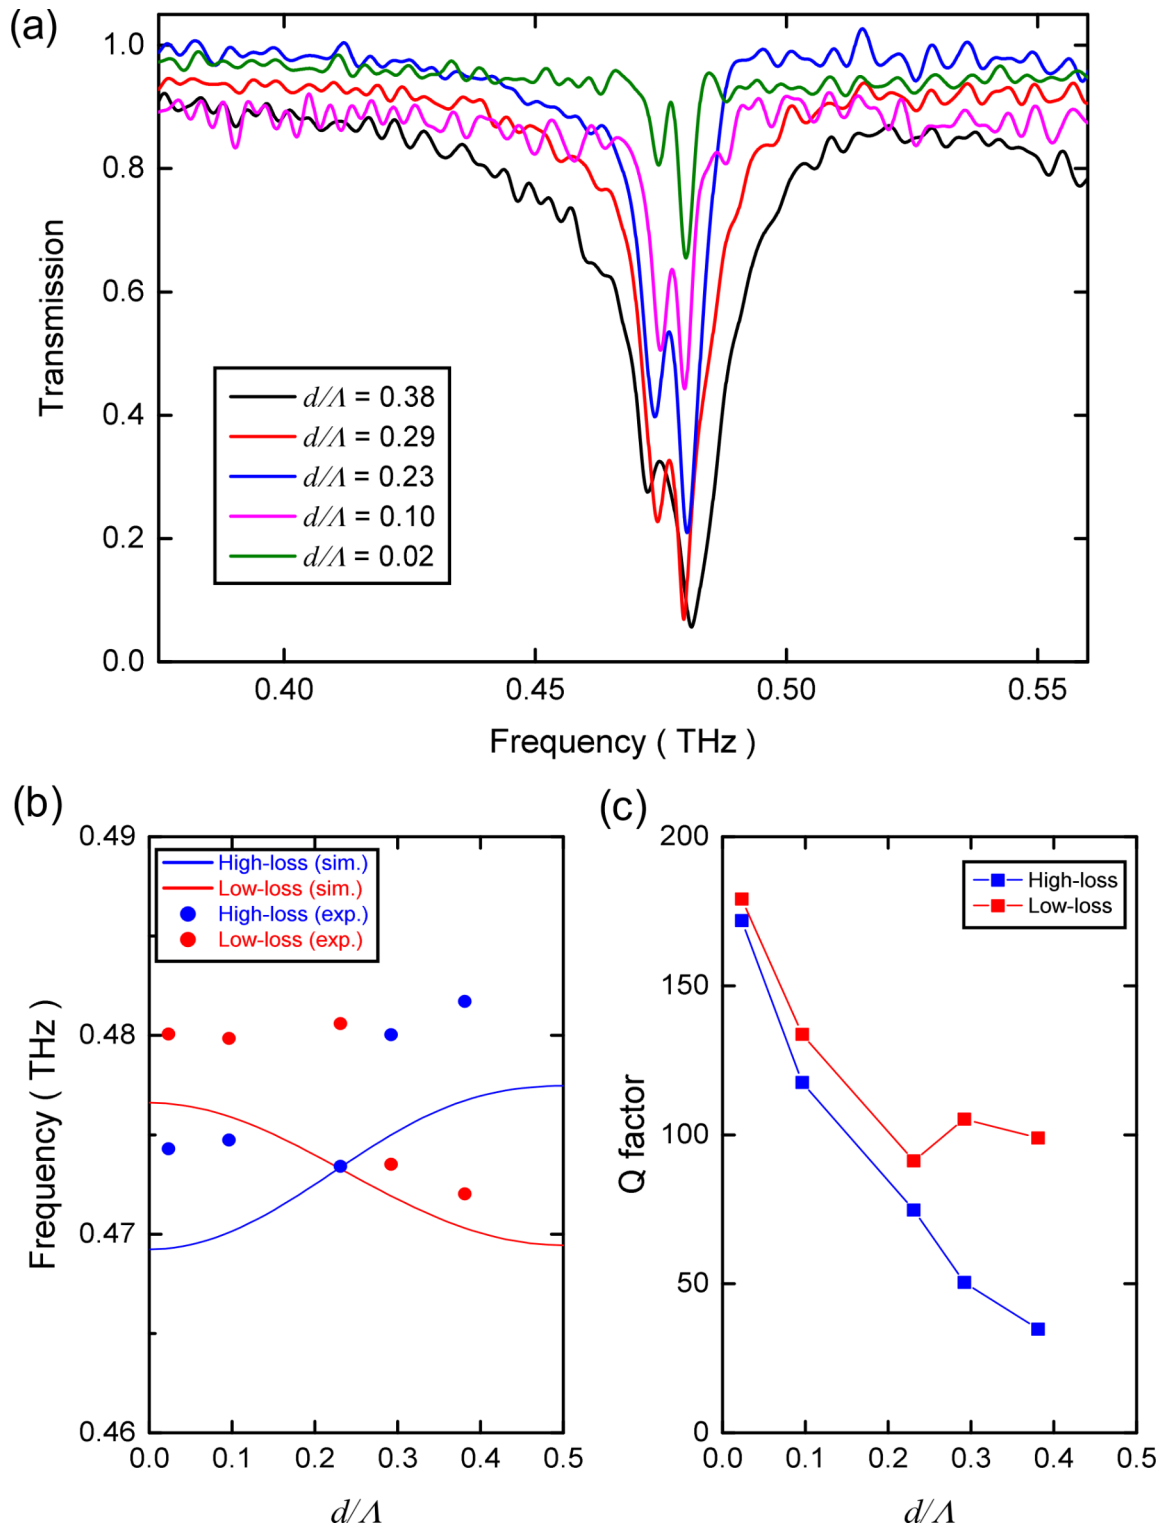 (a)
1.0
0.8
0.6
0.4
0.2
0.0
Transmission
d/Λ = 0.38
d/Λ = 0.29
d/Λ = 0.23
d/Λ = 0.10
d/Λ = 0.02
0.40 0.45 0.50 0.55
Frequency ( THz )
(b)
0.49
0.48
0.47
0.46
Frequency ( THz )
High-loss (sim.)
Low-loss (sim.)
High-loss (exp.)
Low-loss (exp.)
0.0 0.1 0.2 0.3 0.4 0.5
d/Λ
(c)
200
150
100
50
0
Q factor
High-loss
Low-loss
0.0 0.1 0.2 0.3 0.4 0.5
d/Λ